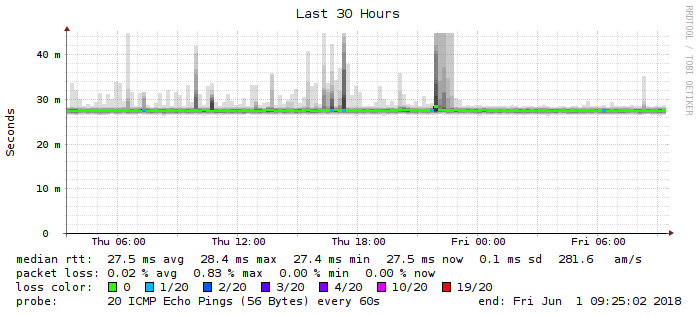 Last 30 Hours
RRDTOOL / TOBI OETIKER
Seconds
40 m
30 m
20 m
10 m
0
Thu 06:00 Thu 12:00 Thu 18:00 Fri 00:00 Fri 06:00
median rtt: 27.5 ms avg 28.4 ms max 27.4 ms min 27.5 ms now 0.1 ms sd 281.6 am/s
packet loss: 0.02 % avg 0.83 % max 0.00 % min 0.00 % now
loss color: 0 1/20 2/20 3/20 4/20 10/20 19/20
probe: 20 ICMP Echo Pings (56 Bytes) every 60s end: Fri Jun 1 09:25:02 2018